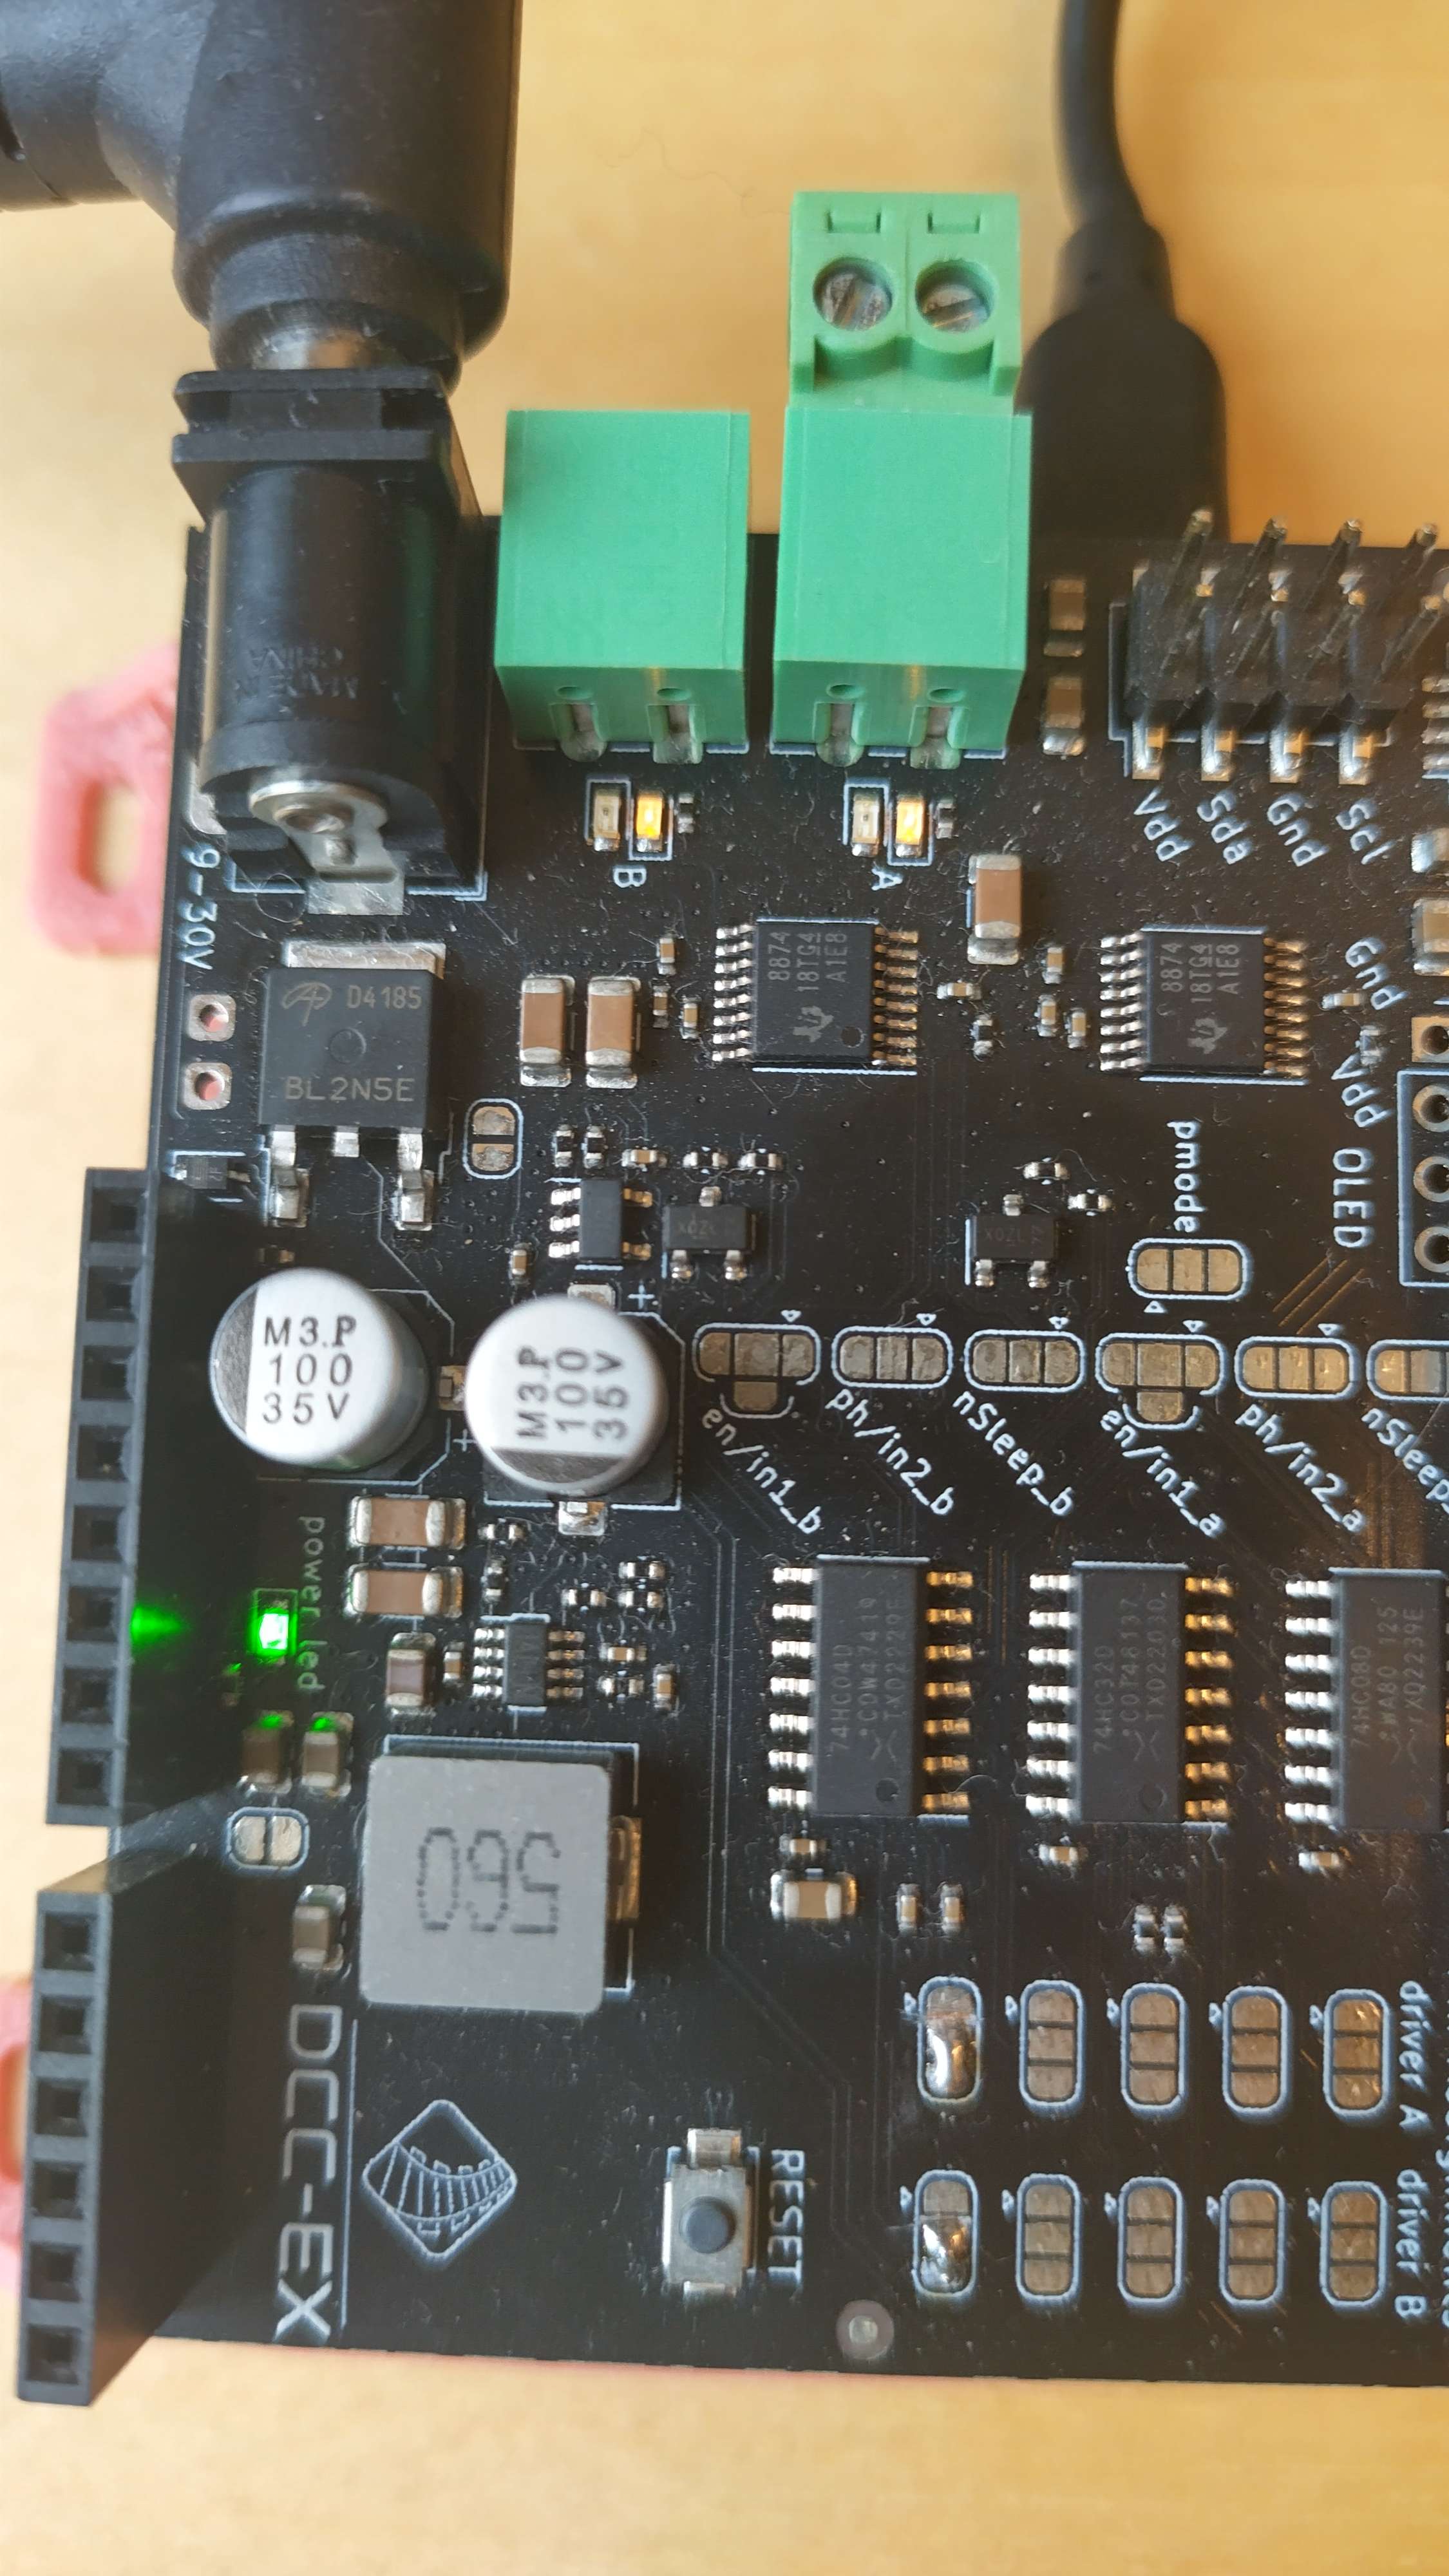 MADE IN
CHINA
B
A
Vdd
Sda
Gnd
Scl
9-30V
D4185
BL2N5E
8874
18TG4
A1E8
8874
18TG4
A1E8
Gnd
Vdd
OLED
pmode
M3.P
100
35V
M3.P
100
35V
en/in1_b
ph/in2_b
nSleep_b
en/in1_a
ph/in2_a
nSleep
power led
74HC04D
TXD2229E
74HC32D
74HC08D
560
DCC-EX
RESET
driver A
driver B